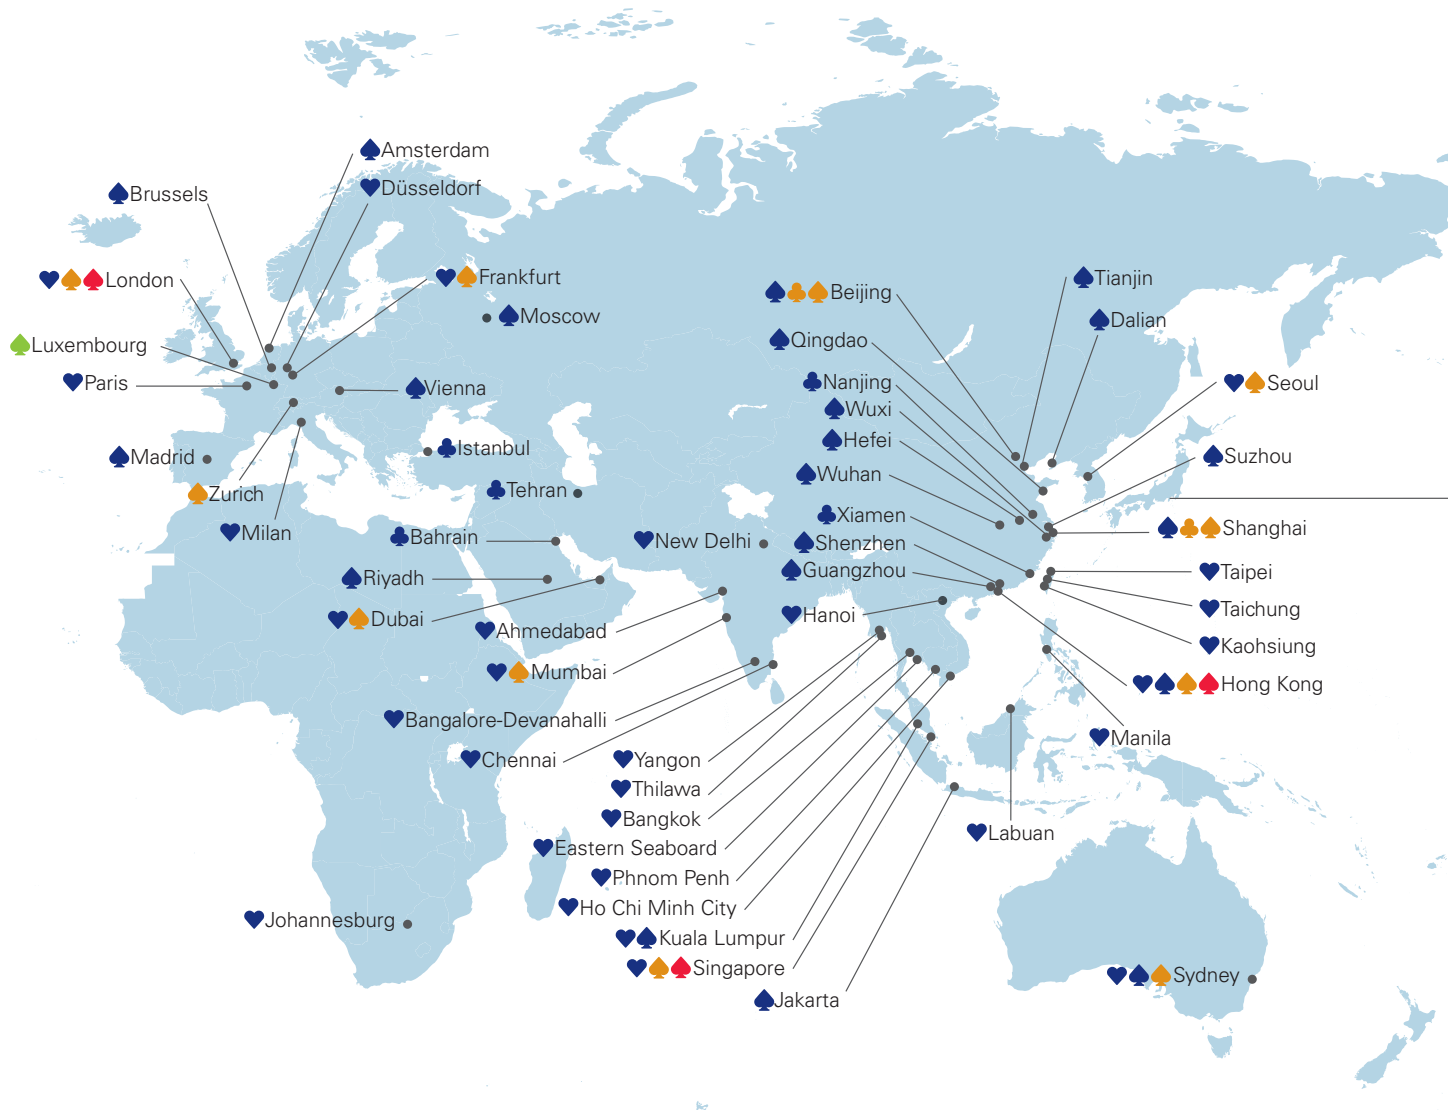 Amsterdam
Düsseldorf
Brussels
London
Frankfurt
Moscow
Luxembourg
Paris
Vienna
Madrid
Istanbul
Zurich
Tehran
Milan
Bahrain
Riyadh
Dubai
New Delhi
Ahmedabad
Mumbai
Bangalore-Devanahalli
Chennai
Johannesburg
Beijing
Tianjin
Dalian
Qingdao
Nanjing
Wuxi
Hefei
Wuhan
Xiamen
Shenzhen
Guangzhou
Hanoi
Seoul
Suzhou
Shanghai
Taipei
Taichung
Kaohsiung
Hong Kong
Manila
Yangon
Thilawa
Bangkok
Eastern Seaboard
Phnom Penh
Ho Chi Minh City
Kuala Lumpur
Singapore
Jakarta
Labuan
Sydney